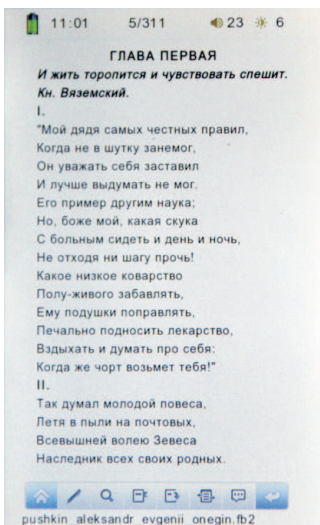 11:01 5/311 23 6
ГЛАВА ПЕРВАЯ
И жить торопится и чувствовать спешит.
Кн. Вяземский.
I.
"Мой дядя самых честных правил,
Когда не в шутку занемог,
Он уважать себя заставил
И лучше выдумать не мог.
Его пример другим наука;
Но, боже мой, какая скука
С больным сидеть и день и ночь,
Не отходя ни шагу прочь!
Какое низкое коварство
Полу-живого забавлять,
Ему подушки поправлять,
Печально подносить лекарство,
Вздыхать и думать про себя:
Когда же чорт возьмет тебя!"
II.
Так думал молодой повеса,
Летя в пыли на почтовых,
Всевышней волею Зевеса
Наследник всех своих родных.
pushkin_aleksandr_evgenii_onegin.fb2